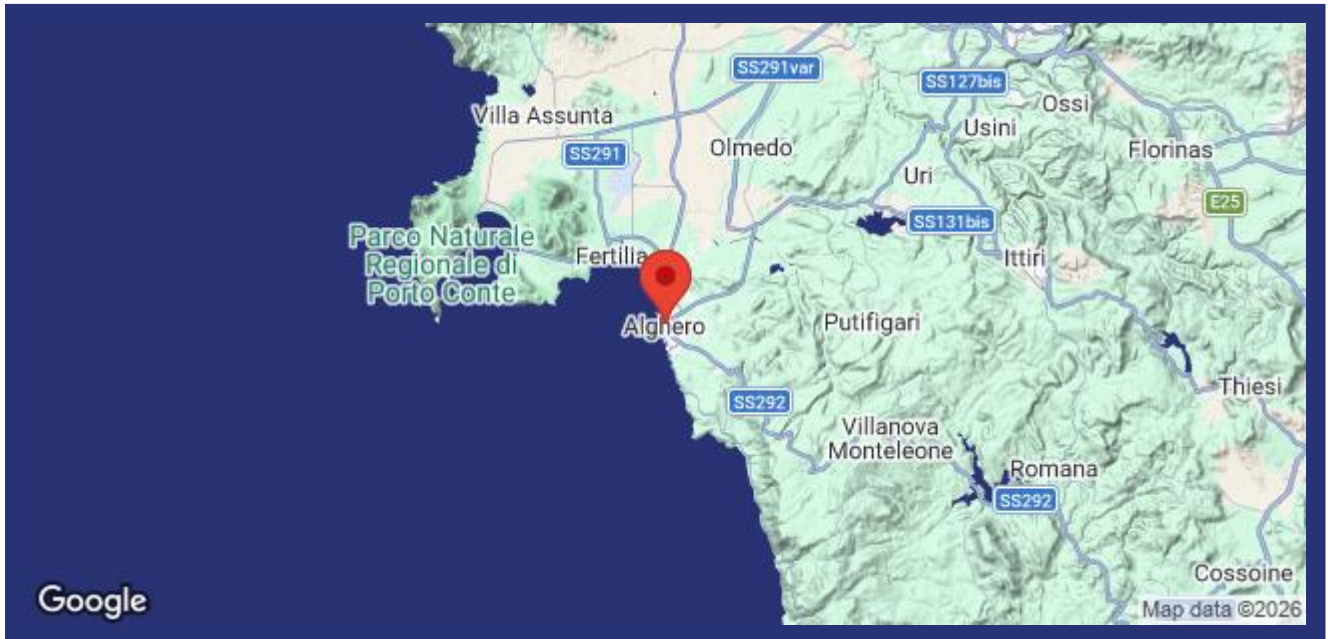 SS291var
SS127bis
Ossi
Villa Assunta
Usini
SS291
Olmedo
Florinas
Uri
E25
SS131bis
Parco Naturale
Regionale di
Porto Conte
Fertilia
Ittiri
Alghero
Putifigari
Thiesi
SS292
Villanova
Monteleone
Romana
SS292
Cossoine
Google
Map data ©2026